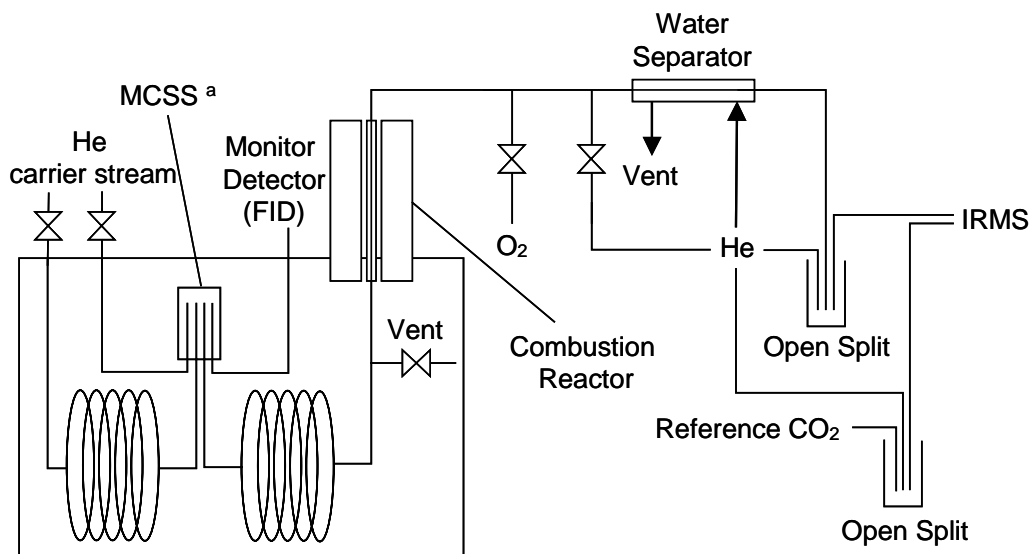 Water
Separator
MCSS ᵃ
He
carrier stream
Monitor
Detector
(FID)
Vent
O₂
He
IRMS
Vent
Combustion
Reactor
Open Split
Reference CO₂
Open Split